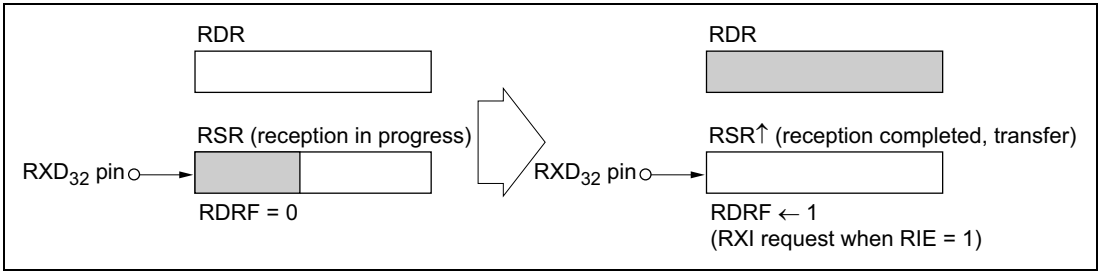 RDR
RSR (reception in progress)
RXD32 pin
RDRF = 0
RDR
RSR↑ (reception completed, transfer)
RXD32 pin
RDRF ← 1
(RXI request when RIE = 1)